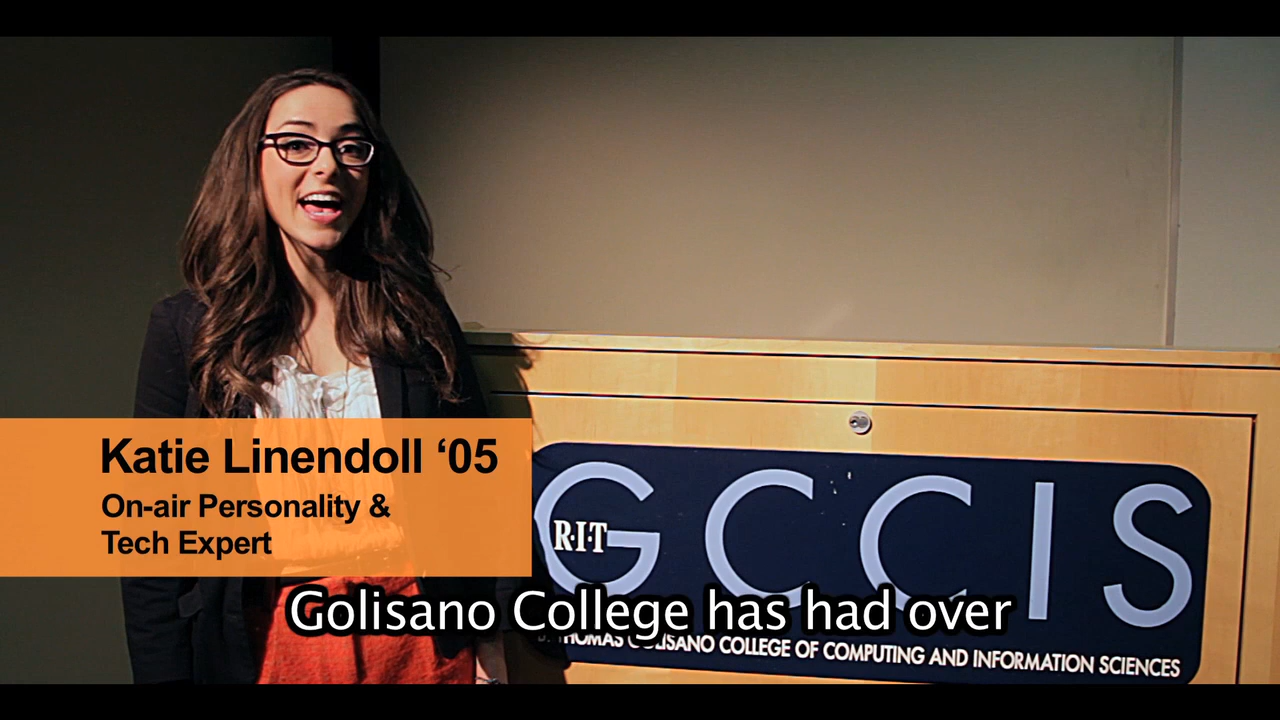 Katie Linendoll ‘05
On-air Personality &
Tech Expert
GCCIS
R·I·T
THOMAS GOLISANO COLLEGE OF COMPUTING AND INFORMATION SCIENCES
Golisano College has had over